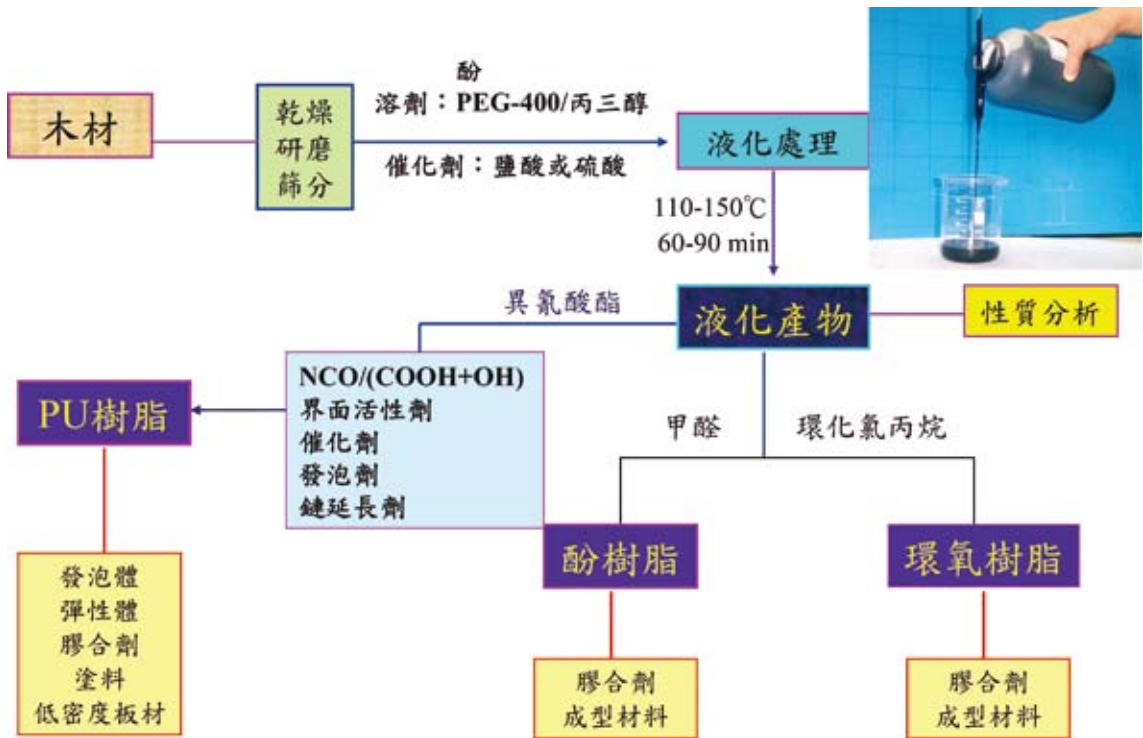 木材
乾燥
研磨
篩分
酚
溶劑：PEG-400/丙三醇
催化劑：鹽酸或硫酸
液化處理
110-150℃
60-90 min
異氰酸酯
液化產物
性質分析
NCO/(COOH+OH)
界面活性劑
催化劑
發泡劑
鏈延長劑
PU樹脂
甲醛
環化氯丙烷
酚樹脂
環氧樹脂
發泡體
彈性體
膠合劑
塗料
低密度板材
膠合劑
成型材料
膠合劑
成型材料